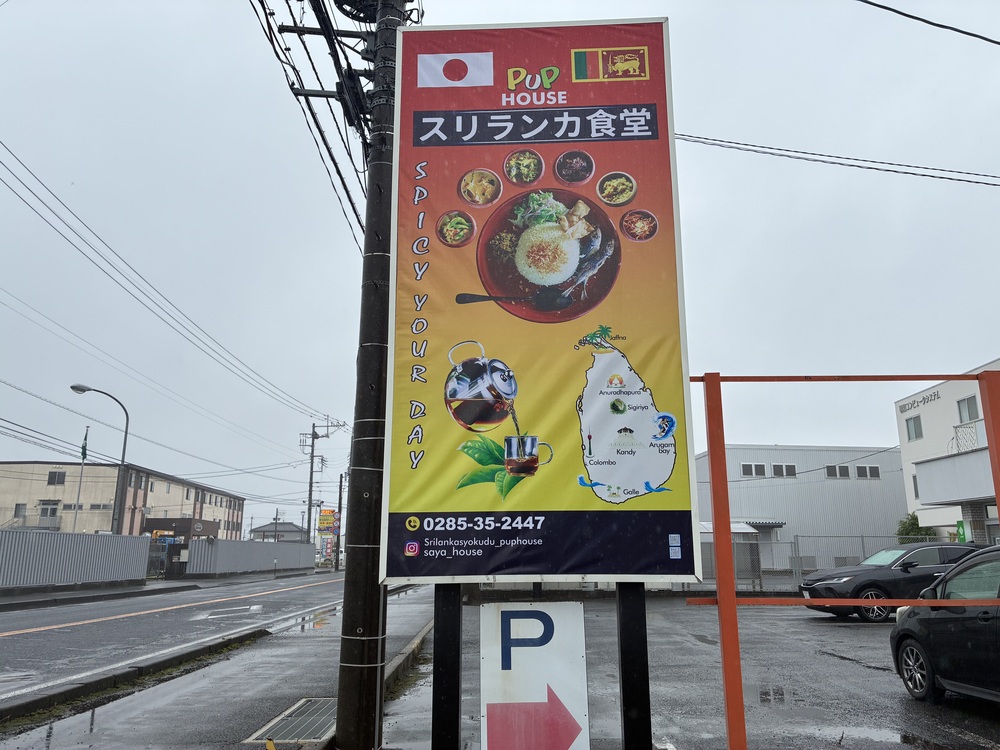 PUP
HOUSE
スリランカ食堂
SPICY YOUR DAY
Jaffna
Anuradhapura
Sigiriya
Kandy
Arugam
bay
Colombo
Galle
0285-35-2447
Srilankasyokudu_puphouse
saya_house
P